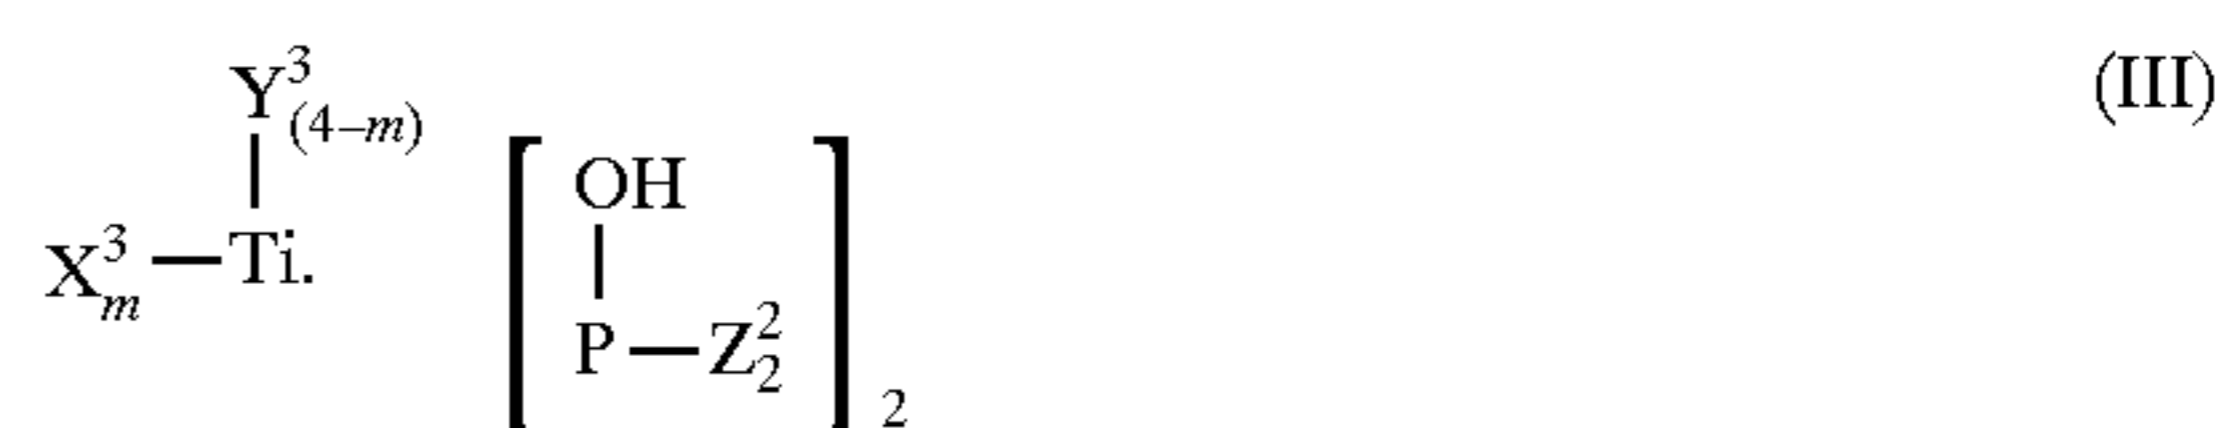 Y³₍₄₋ₘ₎ (III)
OH
X³ₘ—Ti.
P—Z²₂
2